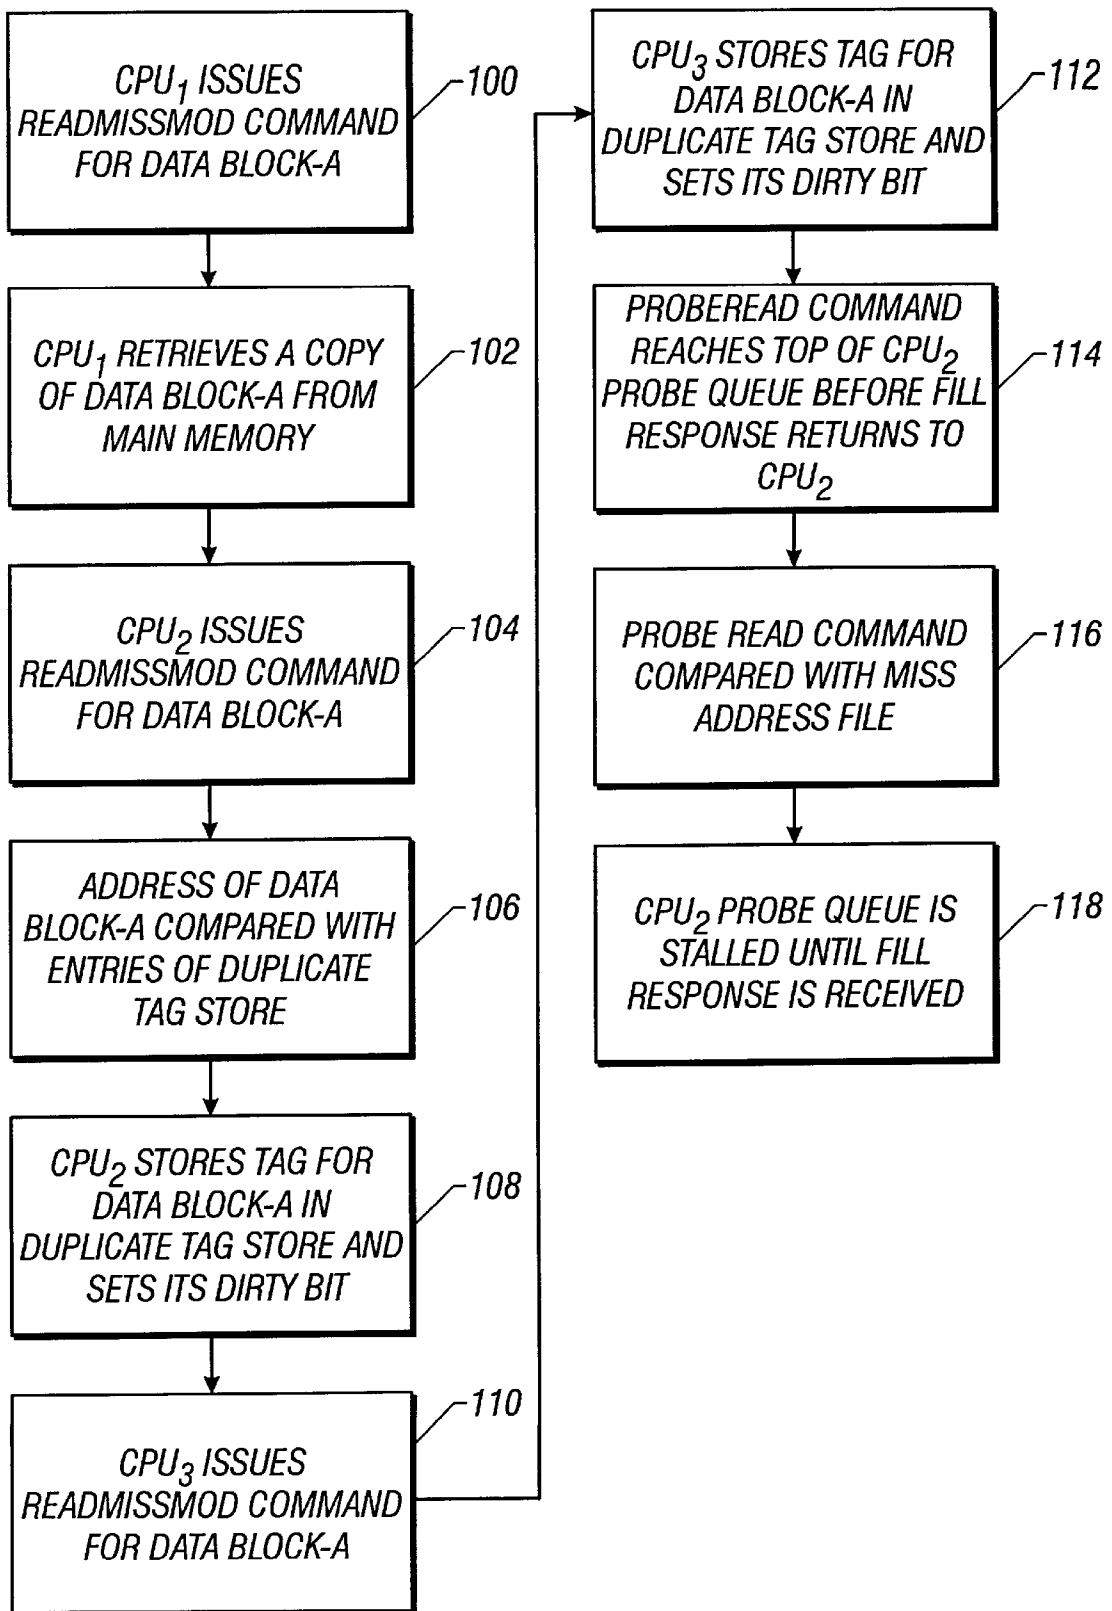 CPU1 ISSUES
READMISSMOD COMMAND
FOR DATA BLOCK-A
100
CPU1 RETRIEVES A COPY
OF DATA BLOCK-A FROM
MAIN MEMORY
102
CPU2 ISSUES
READMISSMOD COMMAND
FOR DATA BLOCK-A
104
ADDRESS OF DATA
BLOCK-A COMPARED WITH
ENTRIES OF DUPLICATE
TAG STORE
106
CPU2 STORES TAG FOR
DATA BLOCK-A IN
DUPLICATE TAG STORE AND
SETS ITS DIRTY BIT
108
CPU3 ISSUES
READMISSMOD COMMAND
FOR DATA BLOCK-A
110
CPU3 STORES TAG FOR
DATA BLOCK-A IN
DUPLICATE TAG STORE AND
SETS ITS DIRTY BIT
112
PROBEREAD COMMAND
REACHES TOP OF CPU2
PROBE QUEUE BEFORE FILL
RESPONSE RETURNS TO
CPU2
114
PROBE READ COMMAND
COMPARED WITH MISS
ADDRESS FILE
116
CPU2 PROBE QUEUE IS
STALLED UNTIL FILL
RESPONSE IS RECEIVED
118